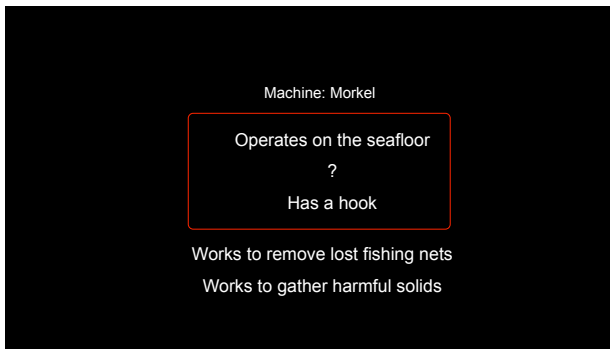 Machine: Morkel
Operates on the seafloor
?
Has a hook
Works to remove lost fishing nets
Works to gather harmful solids